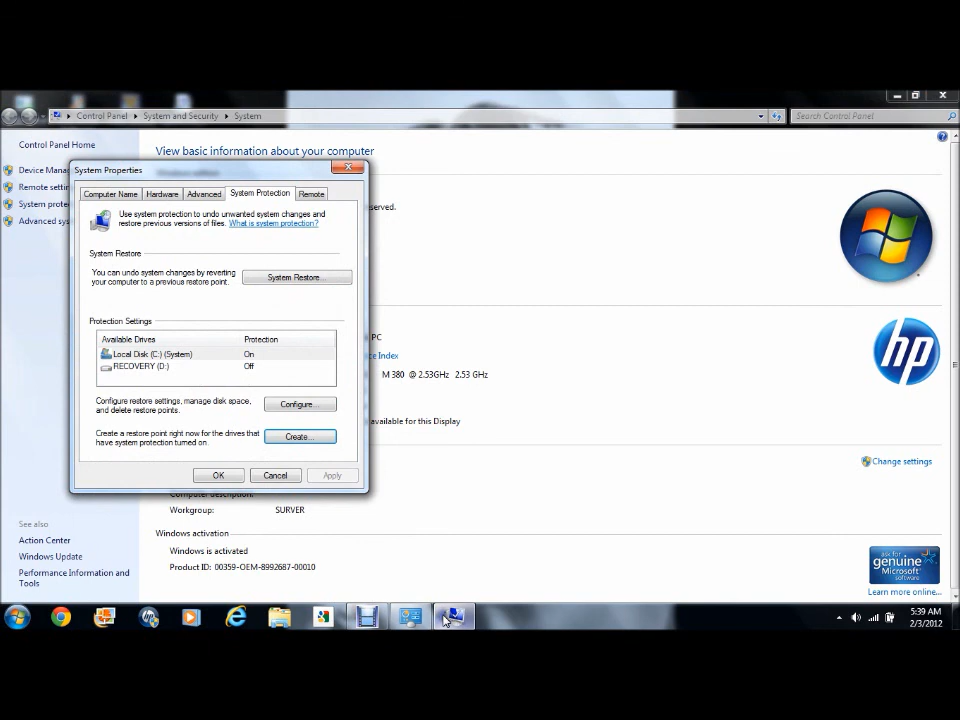 Control Panel
System and Security
System
Search Control Panel
Control Panel Home
Remote
System
Advanced
View basic information about your computer
System Properties
Computer Name
Hardware
Advanced
System Protection
Remote
Use system protection to undo unwanted system changes and
restore previous versions of files. What is system protection?
System Restore
You can undo system changes by reverting
your computer to a previous restore point.
System Restore...
Protection Settings
Available Drives
Protection
Local Disk (C:) (System)
On
RECOVERY (D:)
Off
Configure restore settings, manage disk space,
and delete restore points.
Configure...
Create a restore point right now for the drives that
have system protection turned on.
Create...
OK
Cancel
Apply
PC
Index
M 380 @ 2.53GHz 2.53 GHz
available for this Display
Change settings
Computer description:
Workgroup:
SURVER
Windows activation
Windows is activated
Product ID: 00359-OEM-8992687-00010
hp
ask for
genuine
Microsoft
software
Learn more online...
See also
Action Center
Windows Update
Performance Information and
Tools
5:39 AM
2/3/2012